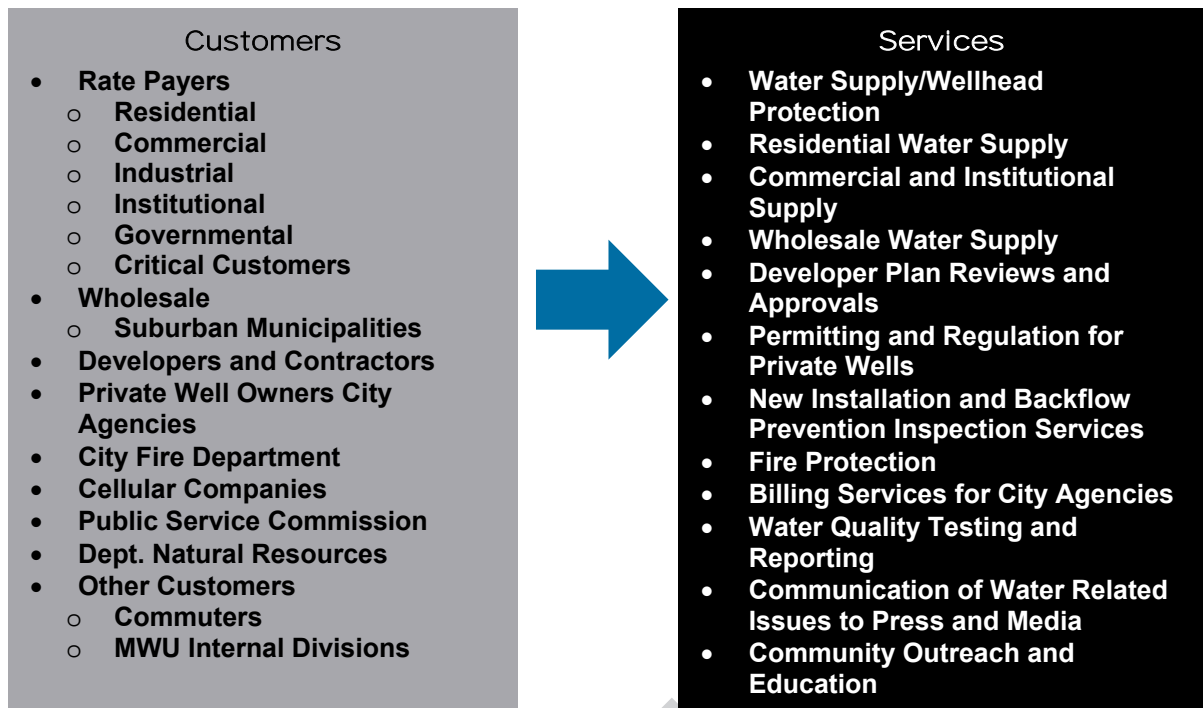 Customers
• Rate Payers
o Residential
o Commercial
o Industrial
o Institutional
o Governmental
o Critical Customers
• Wholesale
o Suburban Municipalities
• Developers and Contractors
• Private Well Owners City
Agencies
• City Fire Department
• Cellular Companies
• Public Service Commission
• Dept. Natural Resources
• Other Customers
o Commuters
o MWU Internal Divisions
Services
• Water Supply/Wellhead
Protection
• Residential Water Supply
• Commercial and Institutional
Supply
• Wholesale Water Supply
• Developer Plan Reviews and
Approvals
• Permitting and Regulation for
Private Wells
• New Installation and Backflow
Prevention Inspection Services
• Fire Protection
• Billing Services for City Agencies
• Water Quality Testing and
Reporting
• Communication of Water Related
Issues to Press and Media
• Community Outreach and
Education